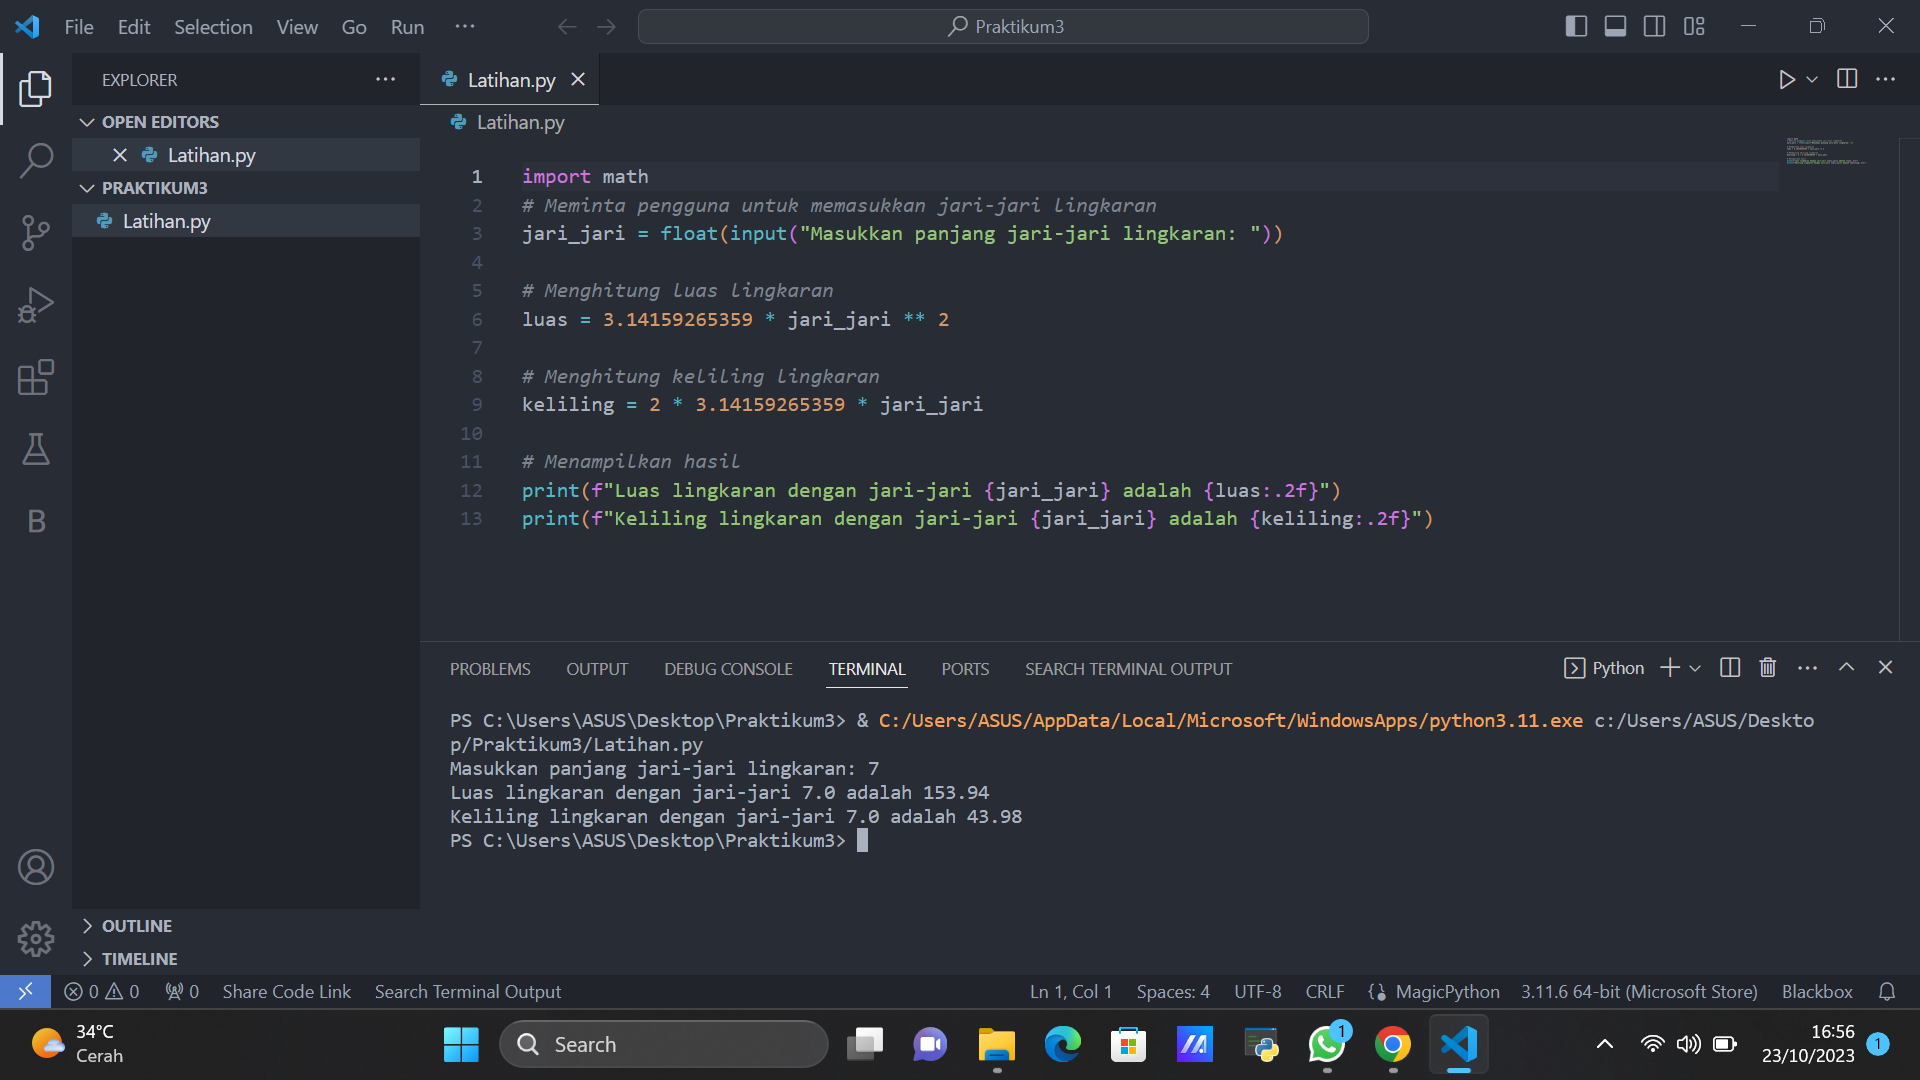 File Edit Selection View Go Run ··· Praktikum3
EXPLORER ···
OPEN EDITORS
Latihan.py
PRAKTIKUM3
Latihan.py
OUTLINE
TIMELINE
B
Latihan.py
Latihan.py
1 import math
2 # Meminta pengguna untuk memasukkan jari-jari lingkaran
3 jari_jari = float(input("Masukkan panjang jari-jari lingkaran: "))
4
5 # Menghitung luas lingkaran
6 luas = 3.14159265359 * jari_jari ** 2
7
8 # Menghitung keliling lingkaran
9 keliling = 2 * 3.14159265359 * jari_jari
10
11 # Menampilkan hasil
12 print(f"Luas lingkaran dengan jari-jari {jari_jari} adalah {luas:.2f}")
13 print(f"Keliling lingkaran dengan jari-jari {jari_jari} adalah {keliling:.2f}")
PROBLEMS OUTPUT DEBUG CONSOLE TERMINAL PORTS SEARCH TERMINAL OUTPUT Python
PS C:\Users\ASUS\Desktop\Praktikum3> & C:/Users/ASUS/AppData/Local/Microsoft/WindowsApps/python3.11.exe c:/Users/ASUS/Deskto
p/Praktikum3/Latihan.py
Masukkan panjang jari-jari lingkaran: 7
Luas lingkaran dengan jari-jari 7.0 adalah 153.94
Keliling lingkaran dengan jari-jari 7.0 adalah 43.98
PS C:\Users\ASUS\Desktop\Praktikum3>
0 0 0 Share Code Link Search Terminal Output Ln 1, Col 1 Spaces: 4 UTF-8 CRLF MagicPython 3.11.6 64-bit (Microsoft Store) Blackbox
34°C
Cerah
Search
1
16:56
23/10/2023
1